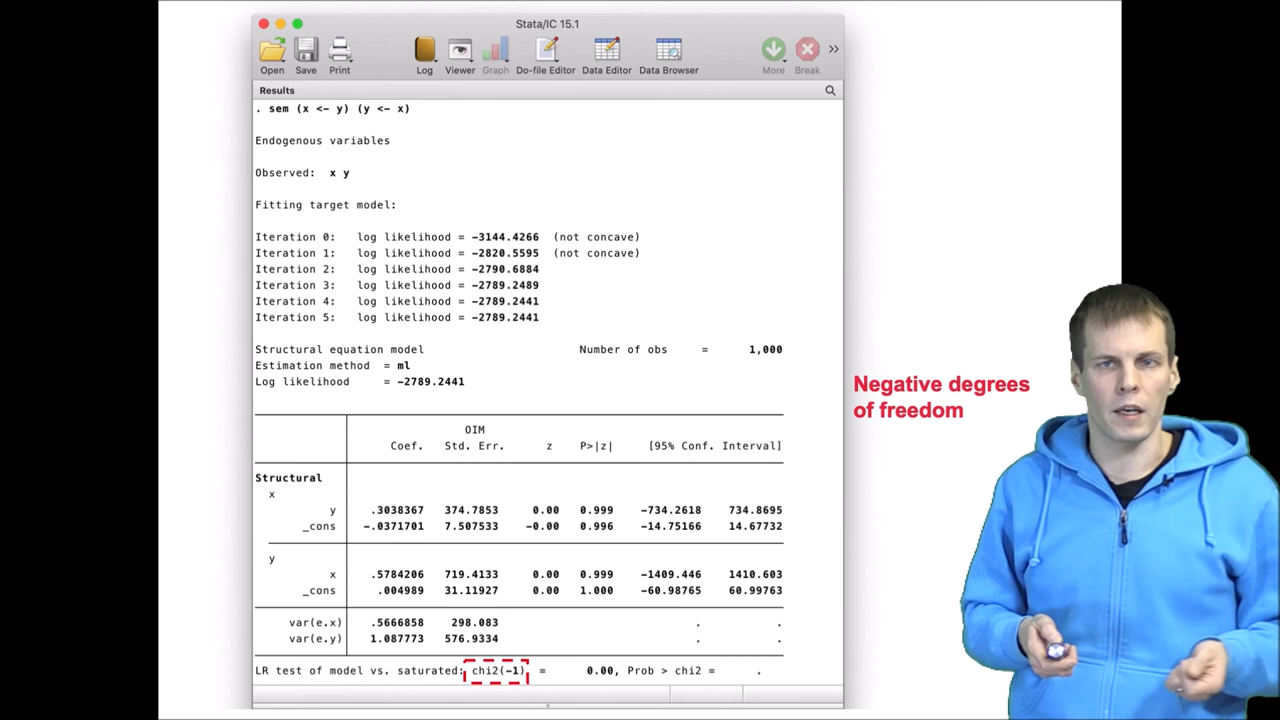 Stata/IC 15.1
Open Save Print Log Viewer Graph Do-file Editor Data Editor Data Browser More Break
Results
. sem (x <- y) (y <- x)
Endogenous variables
Observed: x y
Fitting target model:
Iteration 0: log likelihood = -3144.4266 (not concave)
Iteration 1: log likelihood = -2820.5595 (not concave)
Iteration 2: log likelihood = -2790.6884
Iteration 3: log likelihood = -2789.2489
Iteration 4: log likelihood = -2789.2441
Iteration 5: log likelihood = -2789.2441
Structural equation model Number of obs = 1,000
Estimation method = ml
Log likelihood = -2789.2441
OIM
Coef. Std. Err. z P>|z| [95% Conf. Interval]
Structural
x
y .3038367 374.7853 0.00 0.999 -734.2618 734.8695
_cons -.0371701 7.507533 -0.00 0.996 -14.75166 14.67732
y
x .5784206 719.4133 0.00 0.999 -1409.446 1410.603
_cons .004989 31.11927 0.00 1.000 -60.98765 60.99763
var(e.x) .5666858 298.083 . .
var(e.y) 1.087773 576.9334 . .
LR test of model vs. saturated: chi2(-1) = 0.00, Prob > chi2 = .
Negative degrees
of freedom